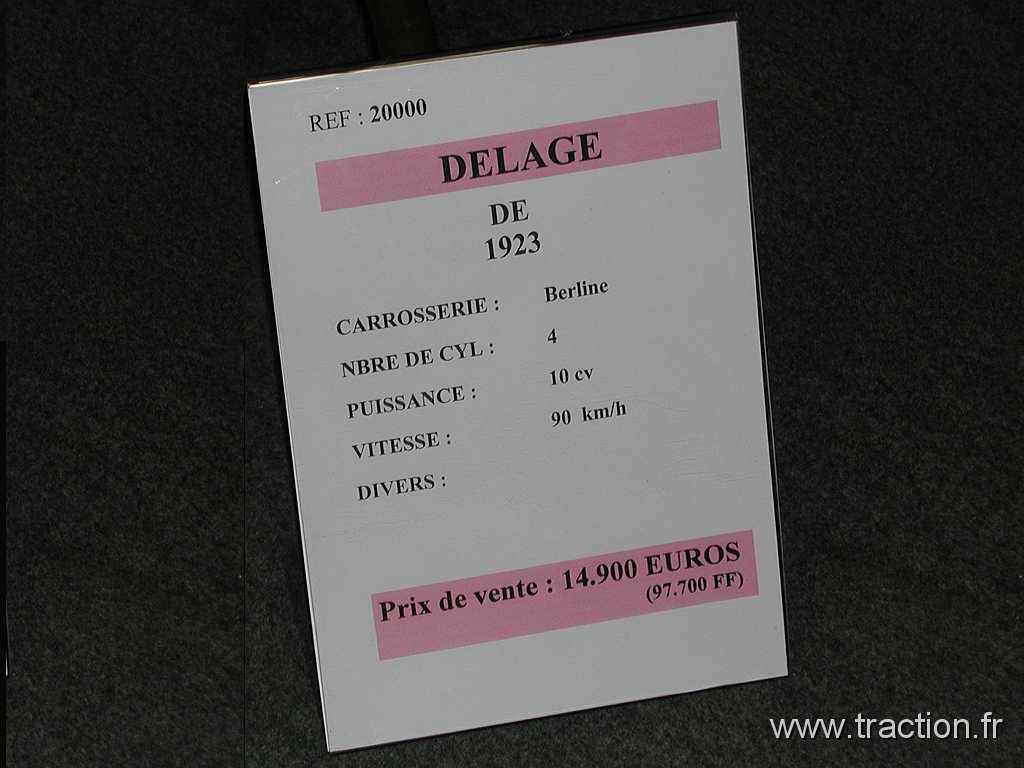 REF : 20000
DELAGE
DE
1923
CARROSSERIE : Berline
NBRE DE CYL : 4
PUISSANCE : 10 cv
VITESSE : 90 km/h
DIVERS :
Prix de vente : 14.900 EUROS
(97.700 FF)
www.traction.fr